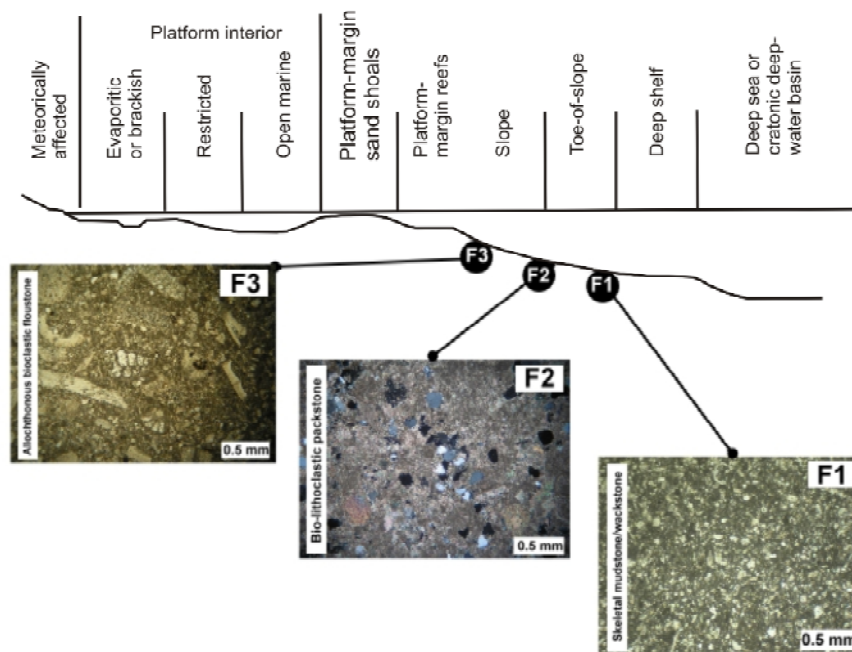 Platform interior
Meteorically
affected
Evaporitic
or brackish
Restricted
Open marine
Platform-margin
sand shoals
Platform-
margin reefs
Slope
Toe-of-slope
Deep shelf
Deep sea or
cratonic deep-
water basin
F3
F2
F1
F3
Allochthonous bioclastic floustone
0.5 mm
F2
Bio-lithoclastic packstone
0.5 mm
F1
Skeletal mudstone/wackstone
0.5 mm